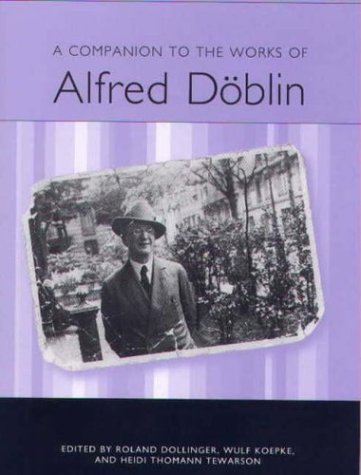 A COMPANION TO THE WORKS OF
Alfred Döblin
EDITED BY ROLAND DOLLINGER, WULF KOEPKE,
AND HEIDI THOMANN TEWARSON